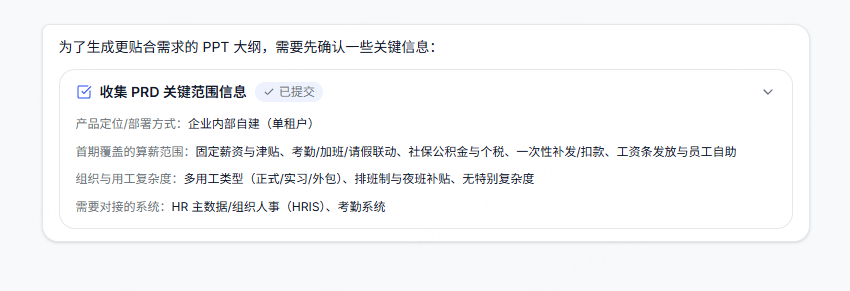 为了生成更贴合需求的 PPT 大纲，需要先确认一些关键信息：
收集 PRD 关键范围信息 已提交
产品定位/部署方式：企业内部自建（单租户）
首期覆盖的算薪范围：固定薪资与津贴、考勤/加班/请假联动、社保公积金与个税、一次性补发/扣款、工资条发放与员工自助
组织与用工复杂度：多用工类型（正式/实习/外包）、排班制与夜班补贴、无特别复杂度
需要对接的系统：HR 主数据/组织人事（HRIS）、考勤系统